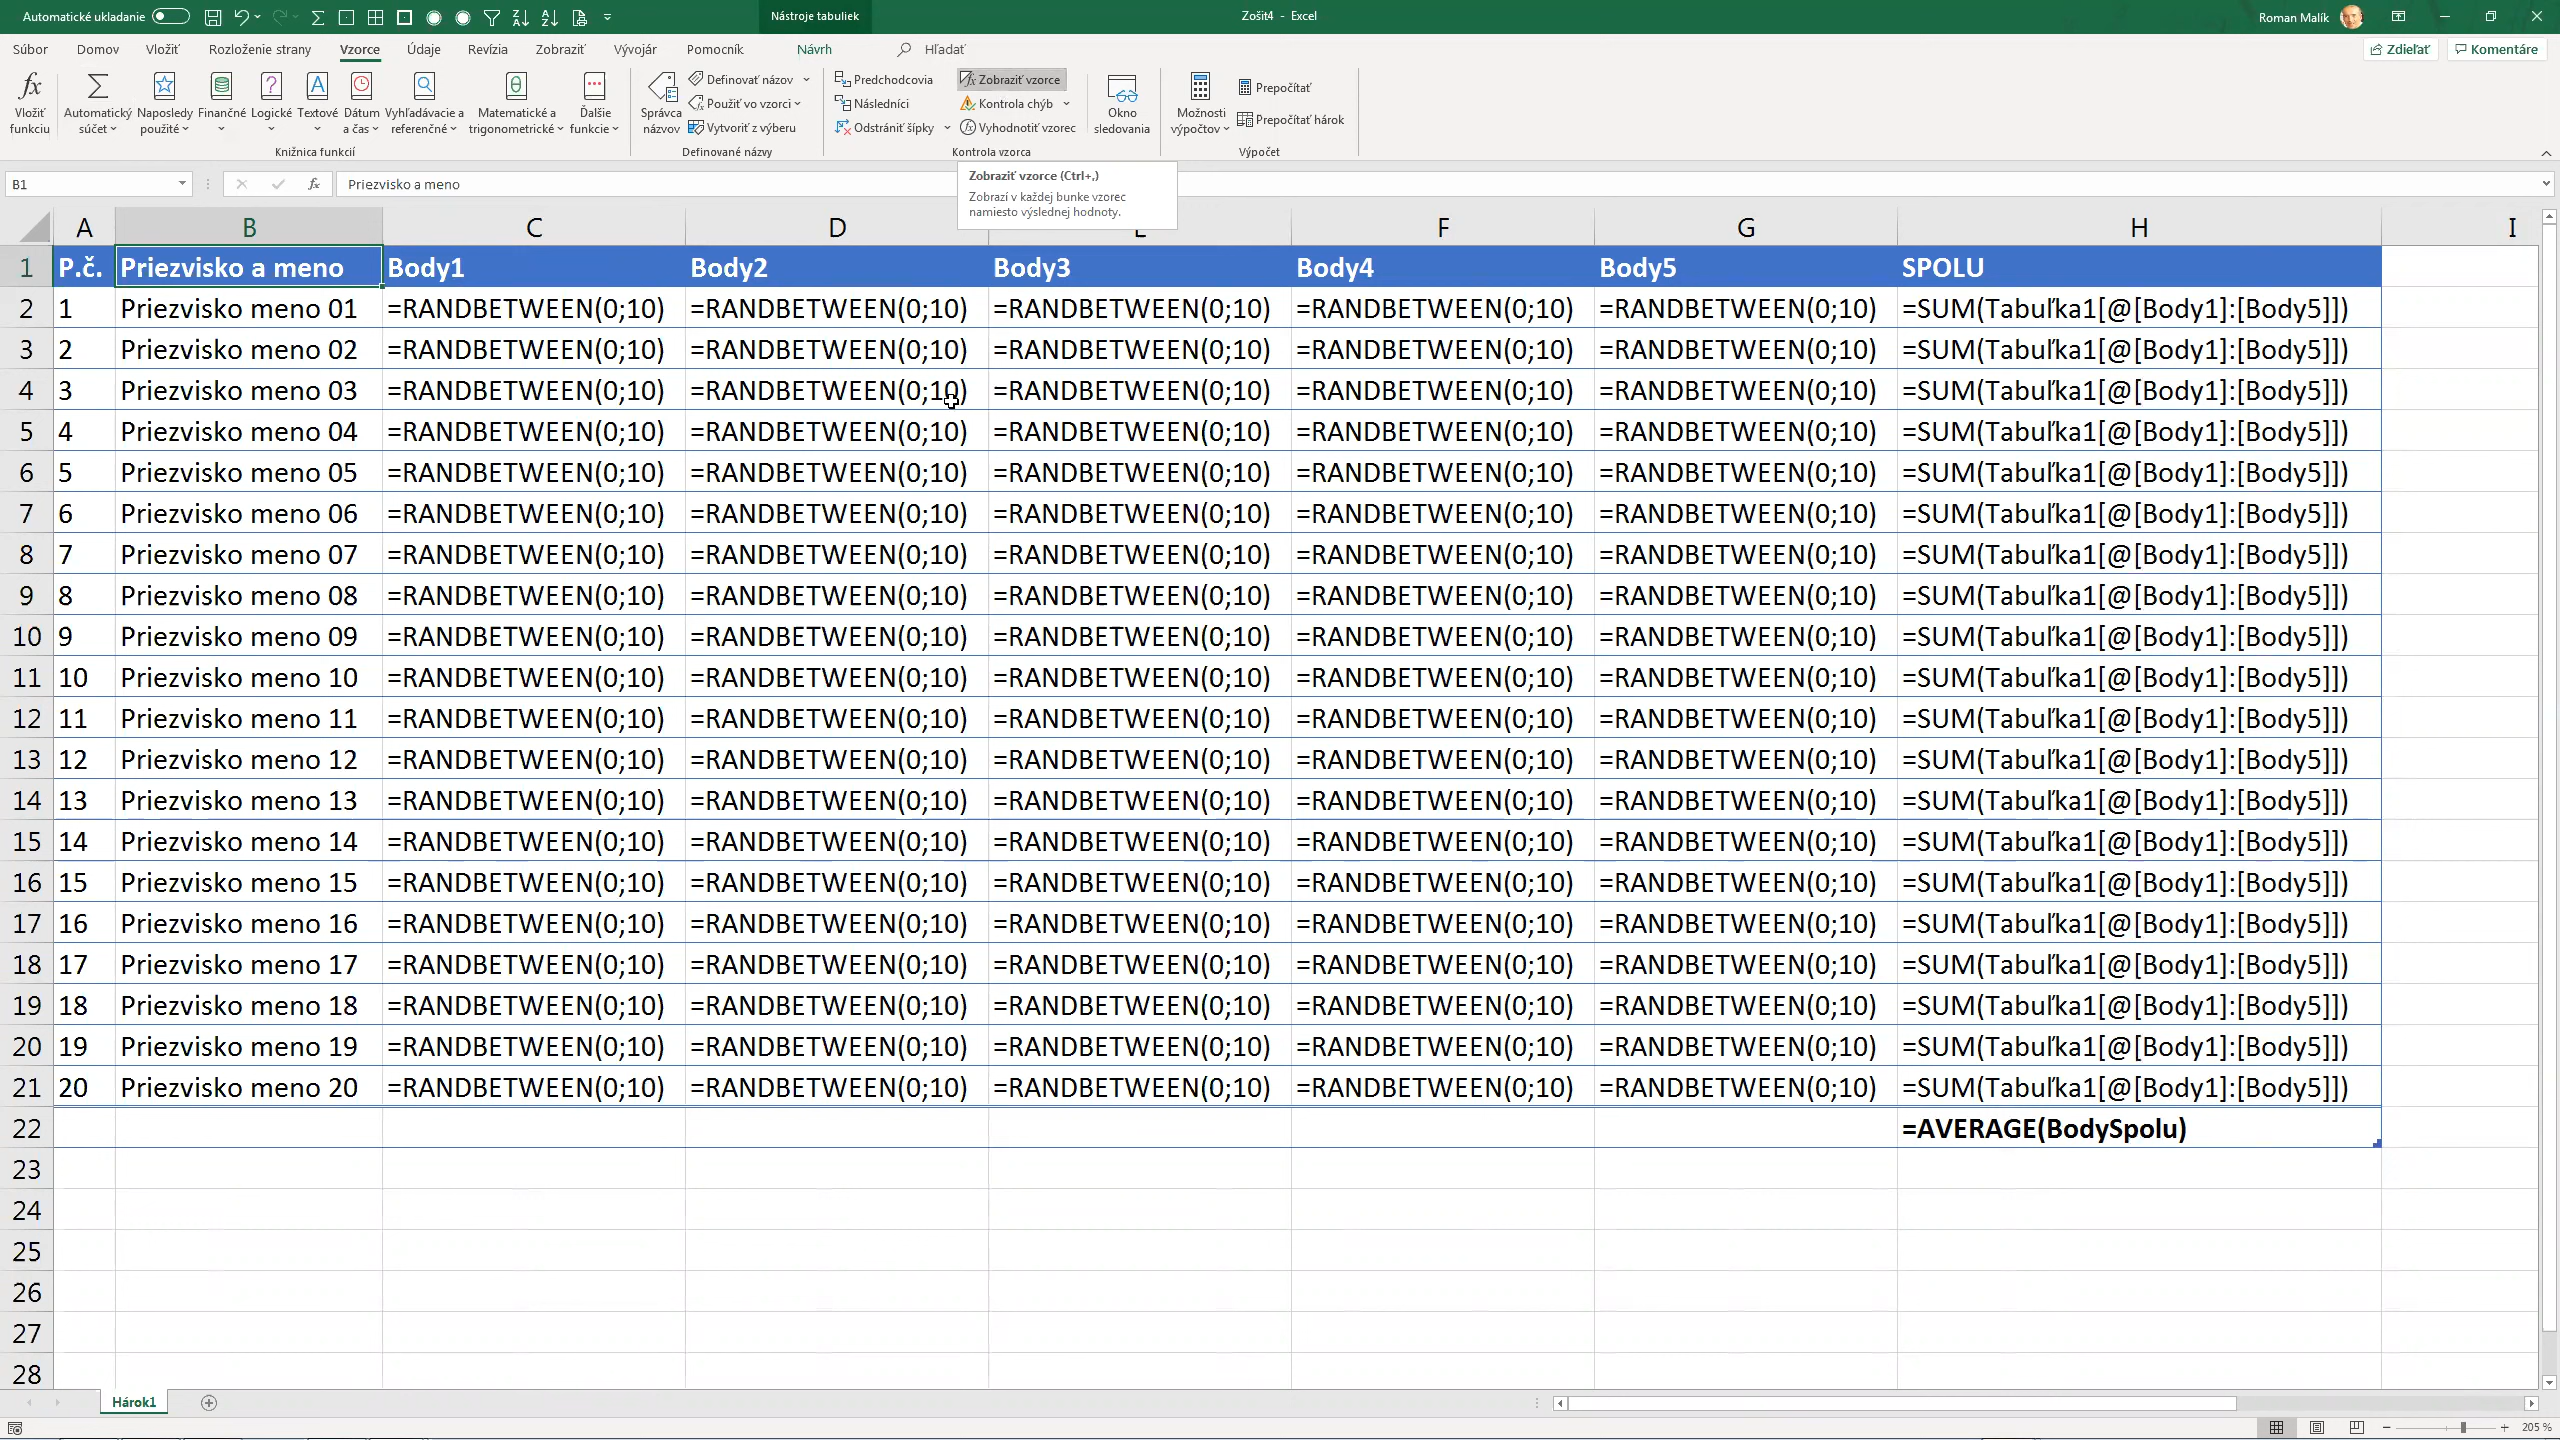 Automatické ukladanie
Nástroje tabuliek
Zošit4 - Excel
Roman Malík
Súbor Domov Vložiť Rozloženie strany Vzorce Údaje Revízia Zobraziť Vývojár Pomocník Návrh Hľadať Zdieľať Komentáre
Vložiť funkciu
Automatický súčet
Naposledy použité
Finančné
Logické
Textové
Dátum a čas
Vyhľadávacie a referenčné
Matematické a trigonometrické
Ďalšie funkcie
Knižnica funkcií
Správca názvov
Definovať názov
Použiť vo vzorci
Vytvoriť z výberu
Definované názvy
Predchodcovia
Následníci
Odstrániť šípky
Zobraziť vzorce
Kontrola chýb
Vyhodnotiť vzorec
Kontrola vzorca
Okno sledovania
Možnosti výpočtov
Prepočítať
Prepočítať hárok
Výpočet
B1
fx
Priezvisko a meno
Zobraziť vzorce (Ctrl+,)
Zobrazí v každej bunke vzorec
namiesto výslednej hodnoty.
A B C D E F G H I
1 P.č. Priezvisko a meno Body1 Body2 Body3 Body4 Body5 SPOLU
2 1 Priezvisko meno 01 =RANDBETWEEN(0;10) =RANDBETWEEN(0;10) =RANDBETWEEN(0;10) =RANDBETWEEN(0;10) =RANDBETWEEN(0;10) =SUM(Tabuľka1[@[Body1]:[Body5]])
3 2 Priezvisko meno 02 =RANDBETWEEN(0;10) =RANDBETWEEN(0;10) =RANDBETWEEN(0;10) =RANDBETWEEN(0;10) =RANDBETWEEN(0;10) =SUM(Tabuľka1[@[Body1]:[Body5]])
4 3 Priezvisko meno 03 =RANDBETWEEN(0;10) =RANDBETWEEN(0;10) =RANDBETWEEN(0;10) =RANDBETWEEN(0;10) =RANDBETWEEN(0;10) =SUM(Tabuľka1[@[Body1]:[Body5]])
5 4 Priezvisko meno 04 =RANDBETWEEN(0;10) =RANDBETWEEN(0;10) =RANDBETWEEN(0;10) =RANDBETWEEN(0;10) =RANDBETWEEN(0;10) =SUM(Tabuľka1[@[Body1]:[Body5]])
6 5 Priezvisko meno 05 =RANDBETWEEN(0;10) =RANDBETWEEN(0;10) =RANDBETWEEN(0;10) =RANDBETWEEN(0;10) =RANDBETWEEN(0;10) =SUM(Tabuľka1[@[Body1]:[Body5]])
7 6 Priezvisko meno 06 =RANDBETWEEN(0;10) =RANDBETWEEN(0;10) =RANDBETWEEN(0;10) =RANDBETWEEN(0;10) =RANDBETWEEN(0;10) =SUM(Tabuľka1[@[Body1]:[Body5]])
8 7 Priezvisko meno 07 =RANDBETWEEN(0;10) =RANDBETWEEN(0;10) =RANDBETWEEN(0;10) =RANDBETWEEN(0;10) =RANDBETWEEN(0;10) =SUM(Tabuľka1[@[Body1]:[Body5]])
9 8 Priezvisko meno 08 =RANDBETWEEN(0;10) =RANDBETWEEN(0;10) =RANDBETWEEN(0;10) =RANDBETWEEN(0;10) =RANDBETWEEN(0;10) =SUM(Tabuľka1[@[Body1]:[Body5]])
10 9 Priezvisko meno 09 =RANDBETWEEN(0;10) =RANDBETWEEN(0;10) =RANDBETWEEN(0;10) =RANDBETWEEN(0;10) =RANDBETWEEN(0;10) =SUM(Tabuľka1[@[Body1]:[Body5]])
11 10 Priezvisko meno 10 =RANDBETWEEN(0;10) =RANDBETWEEN(0;10) =RANDBETWEEN(0;10) =RANDBETWEEN(0;10) =RANDBETWEEN(0;10) =SUM(Tabuľka1[@[Body1]:[Body5]])
12 11 Priezvisko meno 11 =RANDBETWEEN(0;10) =RANDBETWEEN(0;10) =RANDBETWEEN(0;10) =RANDBETWEEN(0;10) =RANDBETWEEN(0;10) =SUM(Tabuľka1[@[Body1]:[Body5]])
13 12 Priezvisko meno 12 =RANDBETWEEN(0;10) =RANDBETWEEN(0;10) =RANDBETWEEN(0;10) =RANDBETWEEN(0;10) =RANDBETWEEN(0;10) =SUM(Tabuľka1[@[Body1]:[Body5]])
14 13 Priezvisko meno 13 =RANDBETWEEN(0;10) =RANDBETWEEN(0;10) =RANDBETWEEN(0;10) =RANDBETWEEN(0;10) =RANDBETWEEN(0;10) =SUM(Tabuľka1[@[Body1]:[Body5]])
15 14 Priezvisko meno 14 =RANDBETWEEN(0;10) =RANDBETWEEN(0;10) =RANDBETWEEN(0;10) =RANDBETWEEN(0;10) =RANDBETWEEN(0;10) =SUM(Tabuľka1[@[Body1]:[Body5]])
16 15 Priezvisko meno 15 =RANDBETWEEN(0;10) =RANDBETWEEN(0;10) =RANDBETWEEN(0;10) =RANDBETWEEN(0;10) =RANDBETWEEN(0;10) =SUM(Tabuľka1[@[Body1]:[Body5]])
17 16 Priezvisko meno 16 =RANDBETWEEN(0;10) =RANDBETWEEN(0;10) =RANDBETWEEN(0;10) =RANDBETWEEN(0;10) =RANDBETWEEN(0;10) =SUM(Tabuľka1[@[Body1]:[Body5]])
18 17 Priezvisko meno 17 =RANDBETWEEN(0;10) =RANDBETWEEN(0;10) =RANDBETWEEN(0;10) =RANDBETWEEN(0;10) =RANDBETWEEN(0;10) =SUM(Tabuľka1[@[Body1]:[Body5]])
19 18 Priezvisko meno 18 =RANDBETWEEN(0;10) =RANDBETWEEN(0;10) =RANDBETWEEN(0;10) =RANDBETWEEN(0;10) =RANDBETWEEN(0;10) =SUM(Tabuľka1[@[Body1]:[Body5]])
20 19 Priezvisko meno 19 =RANDBETWEEN(0;10) =RANDBETWEEN(0;10) =RANDBETWEEN(0;10) =RANDBETWEEN(0;10) =RANDBETWEEN(0;10) =SUM(Tabuľka1[@[Body1]:[Body5]])
21 20 Priezvisko meno 20 =RANDBETWEEN(0;10) =RANDBETWEEN(0;10) =RANDBETWEEN(0;10) =RANDBETWEEN(0;10) =RANDBETWEEN(0;10) =SUM(Tabuľka1[@[Body1]:[Body5]])
22 =AVERAGE(BodySpolu)
23
24
25
26
27
28
Hárok1
205 %